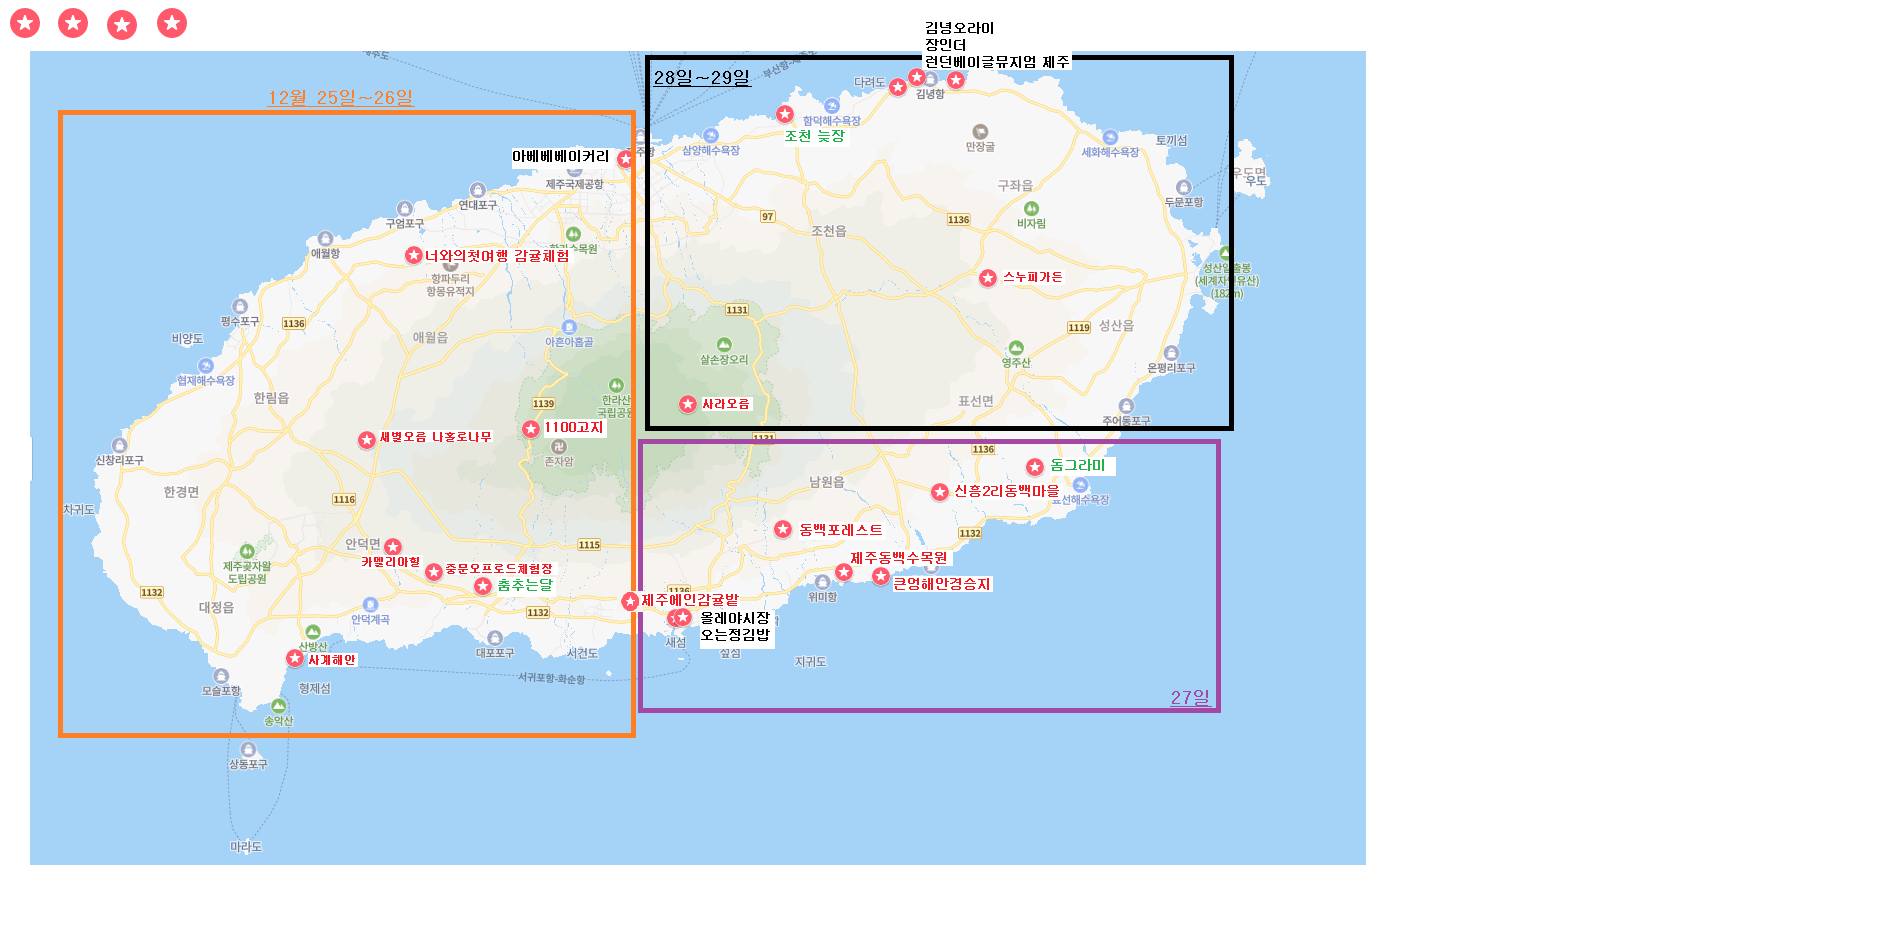 김녕오라이
장인더
런던베이글뮤지엄 제주
28일~29일
12월 25일~26일
다려도
김녕항
함덕해수욕장
조천 늦장
만장굴
삼양해수욕장
세화해수욕장
토끼섬
아베베베이커리
제주국제공항
구좌읍
우도면
우도
두문포항
연대포구
구엄포구
97
1136
비자림
조천읍
애월항
너와의첫여행 감귤체험
항파두리
항몽유적지
스누피가든
성산일출봉
(세계자연유산)
(182m)
평수포구
1136
1131
1119
성산읍
비양도
애월읍
아흔아홉골
살손장오리
영주산
온평리포구
협재해수욕장
한림읍
1139
한라산
국립공원
사라오름
표선면
주어동포구
1100고지
새별오름 나홀로나무
1131
신창리포구
존자암
1136
돔그라미
한경면
1116
남원읍
신흥2리동백마을
표선해수욕장
차귀도
동백포레스트
1132
안덕면
1115
제주동백수목원
제주곶자왈
도립공원
카멜리아힐
중문오프로드체험장
춤추는달
큰엉해안경승지
1132
위미항
1136
대정읍
안덕계곡
1132
제주에인감귤밭
올레야시장
오는정김밥
산방산
대포포구
서건도
새섬
섶섬
지귀도
사계해안
모슬포항
형제섬
서귀포항-화순항
27일
송악산
상동포구
마라도